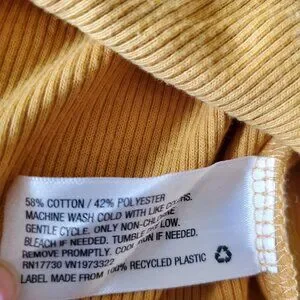 58% COTTON / 42% POLYESTER
MACHINE WASH COLD WITH LIKE COLORS.
GENTLE CYCLE. ONLY NON-CHLORINE
BLEACH IF NEEDED. TUMBLE DRY LOW.
REMOVE PROMPTLY. COOL IRON IF NEEDED.
RN17730 VN1973322
LABEL MADE FROM 100% RECYCLED PLASTIC